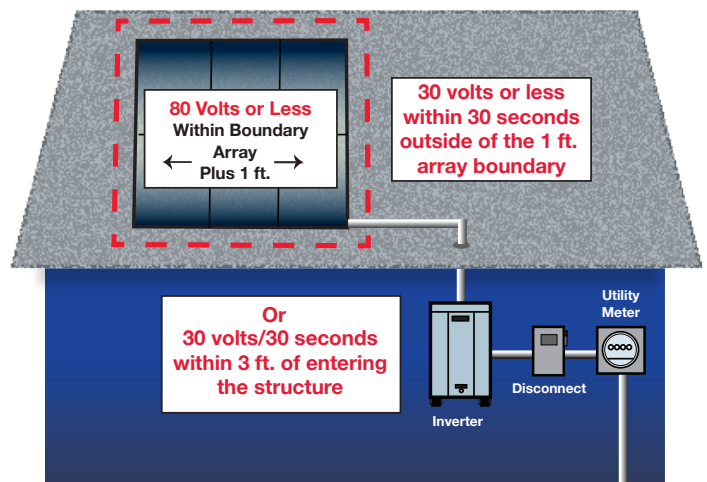 80 Volts or Less
Within Boundary
Array
← →
Plus 1 ft.
30 volts or less
within 30 seconds
outside of the 1 ft.
array boundary
Or
30 volts/30 seconds
within 3 ft. of entering
the structure
Utility
Meter
Disconnect
Inverter